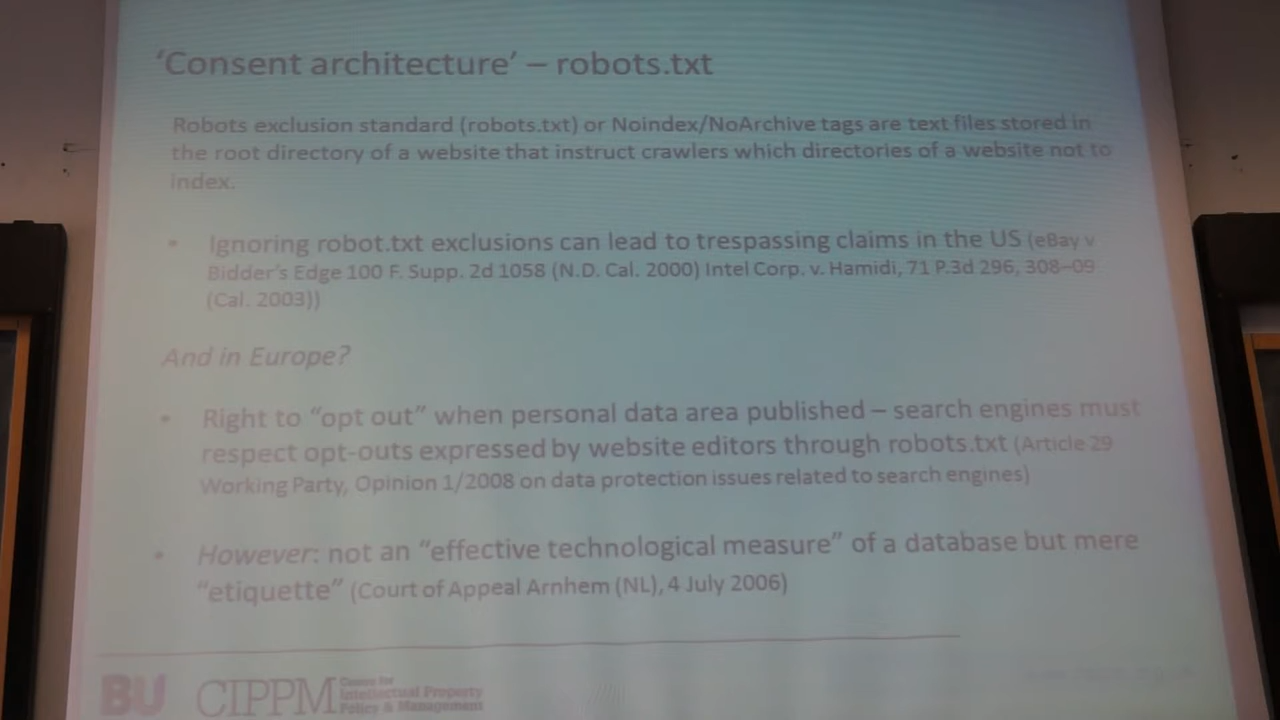 ‘Consent architecture’ – robots.txt
Robots exclusion standard (robots.txt) or Noindex/NoArchive tags are text files stored in
the root directory of a website that instruct crawlers which directories of a website not to
index.
• Ignoring robot.txt exclusions can lead to trespassing claims in the US (eBay v
Bidder’s Edge 100 F. Supp. 2d 1058 (N.D. Cal. 2000) Intel Corp. v. Hamidi, 71 P.3d 296, 308–09
(Cal. 2003))
And in Europe?
• Right to “opt out” when personal data area published – search engines must
respect opt-outs expressed by website editors through robots.txt (Article 29
Working Party, Opinion 1/2008 on data protection issues related to search engines)
• However: not an “effective technological measure” of a database but mere
“etiquette” (Court of Appeal Arnhem (NL), 4 July 2006)
BU CIPPM Centre for
Intellectual Property
Policy & Management